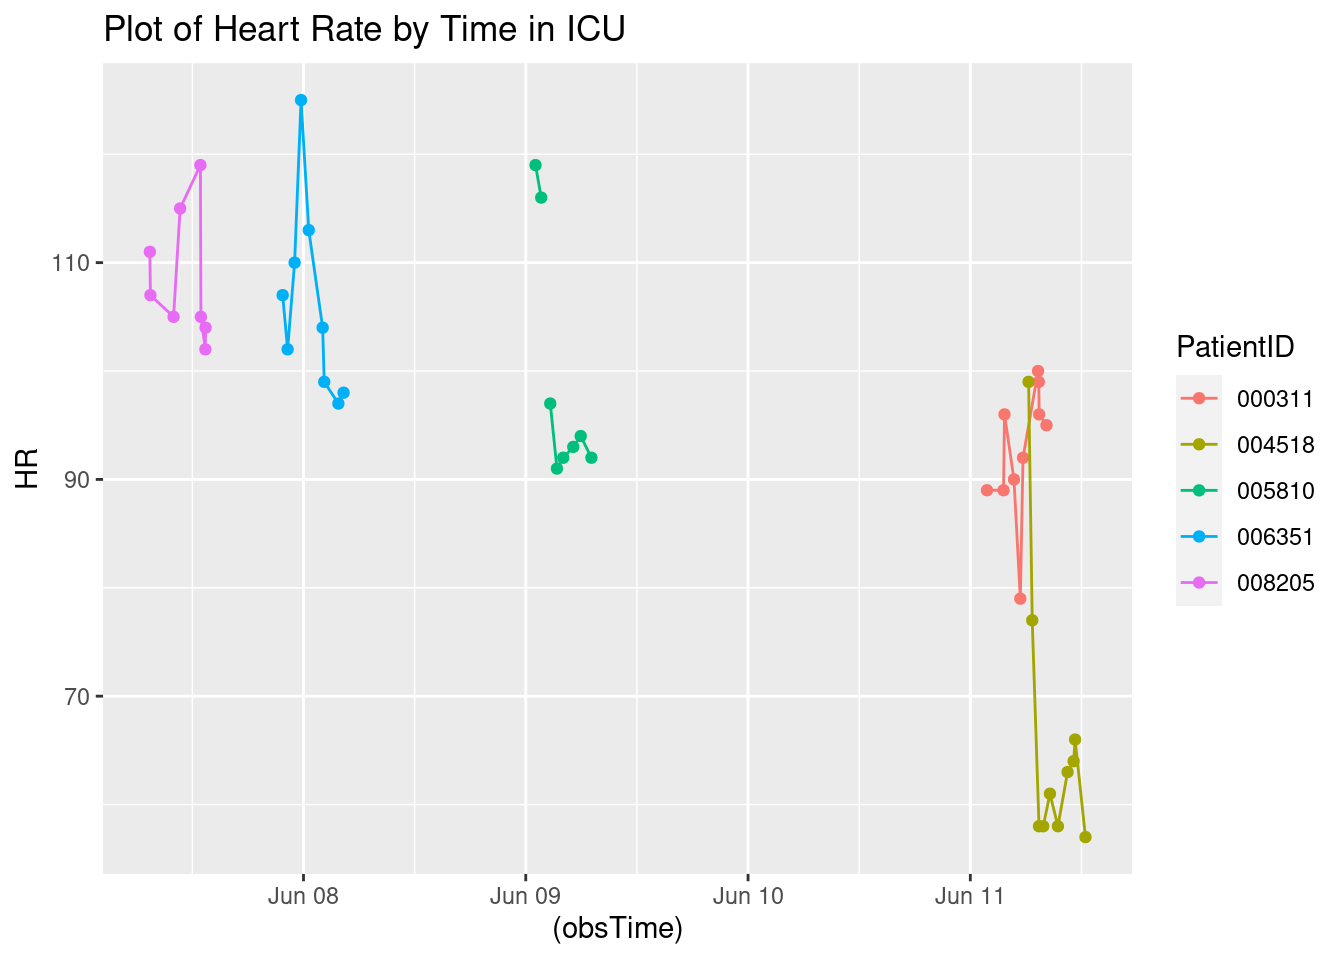 Plot of Heart Rate by Time in ICU
HR
110
90
70
Jun 08
Jun 09
Jun 10
Jun 11
(obsTime)
PatientID
000311
004518
005810
006351
008205